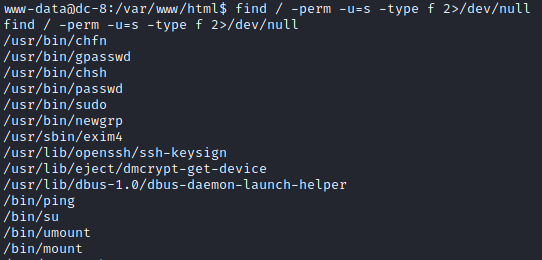 www-data@dc-8:/var/www/html$ find / -perm -u=s -type f 2>/dev/null
find / -perm -u=s -type f 2>/dev/null
/usr/bin/chfn
/usr/bin/gpasswd
/usr/bin/chsh
/usr/bin/passwd
/usr/bin/sudo
/usr/bin/newgrp
/usr/sbin/exim4
/usr/lib/openssh/ssh-keysign
/usr/lib/eject/dmcrypt-get-device
/usr/lib/dbus-1.0/dbus-daemon-launch-helper
/bin/ping
/bin/su
/bin/umount
/bin/mount